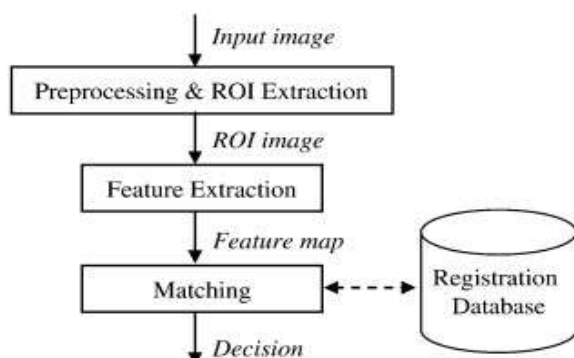 Input image
Preprocessing & ROI Extraction
ROI image
Feature Extraction
Feature map
Matching
Registration
Database
Decision